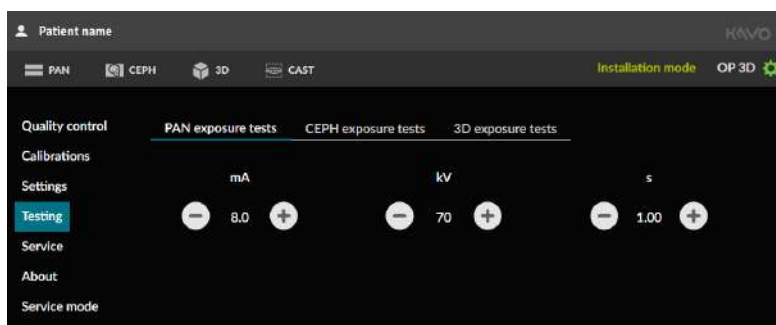 Patient name
KAVO
PAN CEPH 3D CAST Installation mode OP 3D
Quality control PAN exposure tests CEPH exposure tests 3D exposure tests
Calibrations
Settings mA kV s
Testing 8.0 70 1.00
Service
About
Service mode